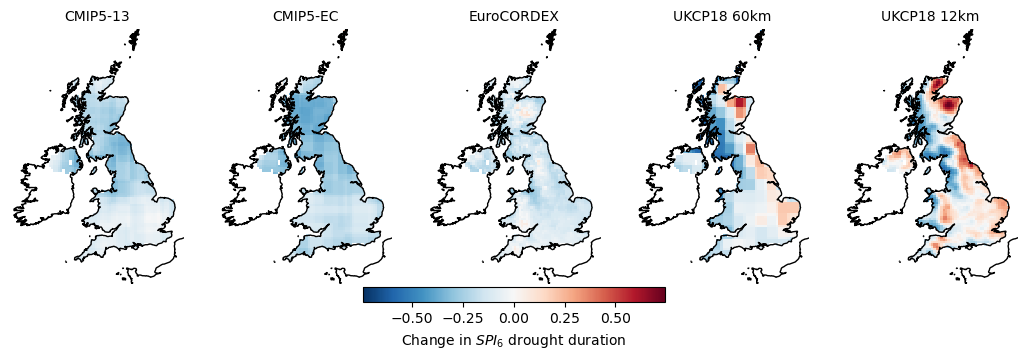 CMIP5-13 CMIP5-EC EuroCORDEX UKCP18 60km UKCP18 12km
−0.50 −0.25 0.00 0.25 0.50
Change in SPI6 drought duration